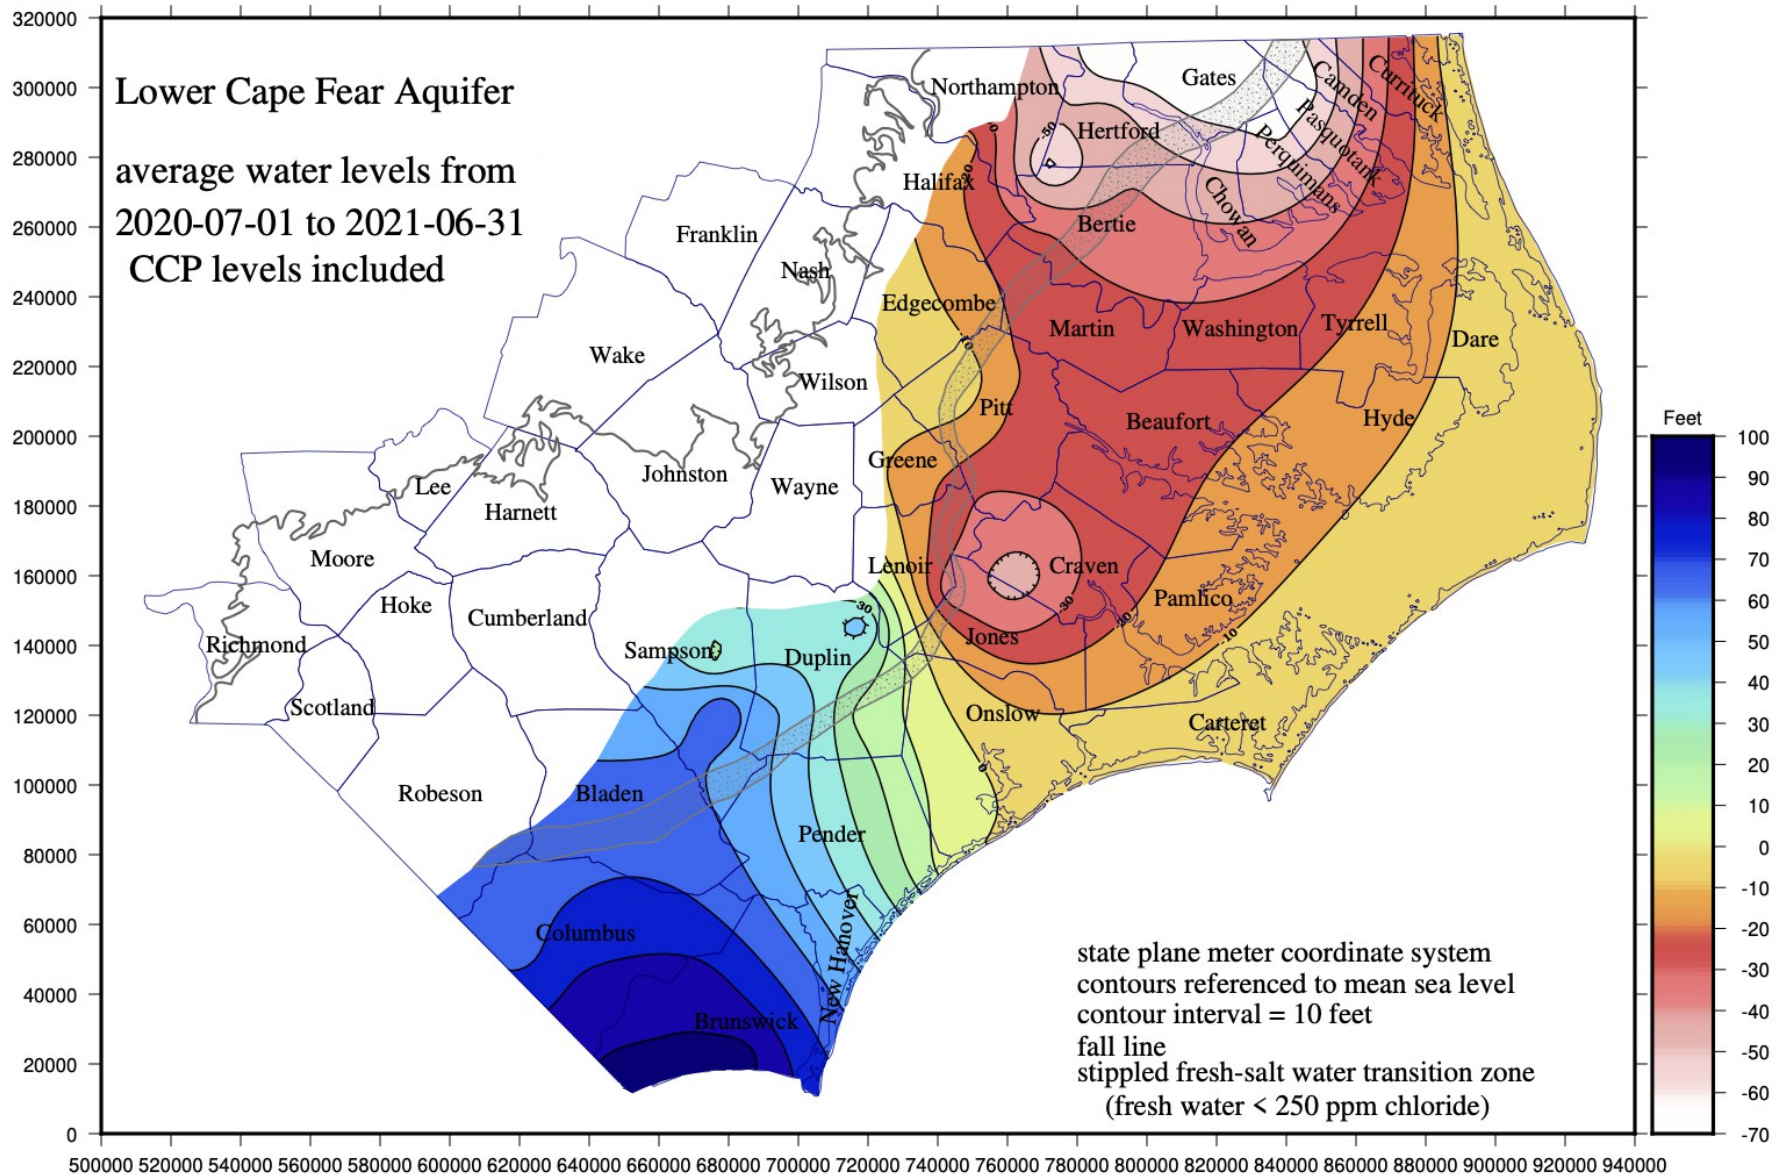 320000
300000
280000
260000
240000
220000
200000
180000
160000
140000
120000
100000
80000
60000
40000
20000
0
Lower Cape Fear Aquifer
average water levels from
2020-07-01 to 2021-06-31
CCP levels included
Northampton
Gates
Camden
Currituck
Hertford
Pasquotank
Perquimans
Halifax
Chowan
Bertie
Franklin
Nash
Edgecombe
Martin
Washington
Tyrrell
Dare
Wake
Wilson
Pitt
Beaufort
Hyde
Greene
Johnston
Wayne
Lee
Harnett
Moore
Lenoir
Craven
Pamlico
Hoke
Cumberland
Richmond
Sampson
Duplin
Jones
Scotland
Onslow
Carteret
Robeson
Bladen
Pender
Columbus
New Hanover
Brunswick
-50
-10
30
-30
-10
0
Feet
100
90
80
70
60
50
40
30
20
10
0
-10
-20
-30
-40
-50
-60
-70
state plane meter coordinate system
contours referenced to mean sea level
contour interval = 10 feet
fall line
stippled fresh-salt water transition zone
(fresh water < 250 ppm chloride)
500000 520000 540000 560000 580000 600000 620000 640000 660000 680000 700000 720000 740000 760000 780000 800000 820000 840000 860000 880000 900000 920000 940000